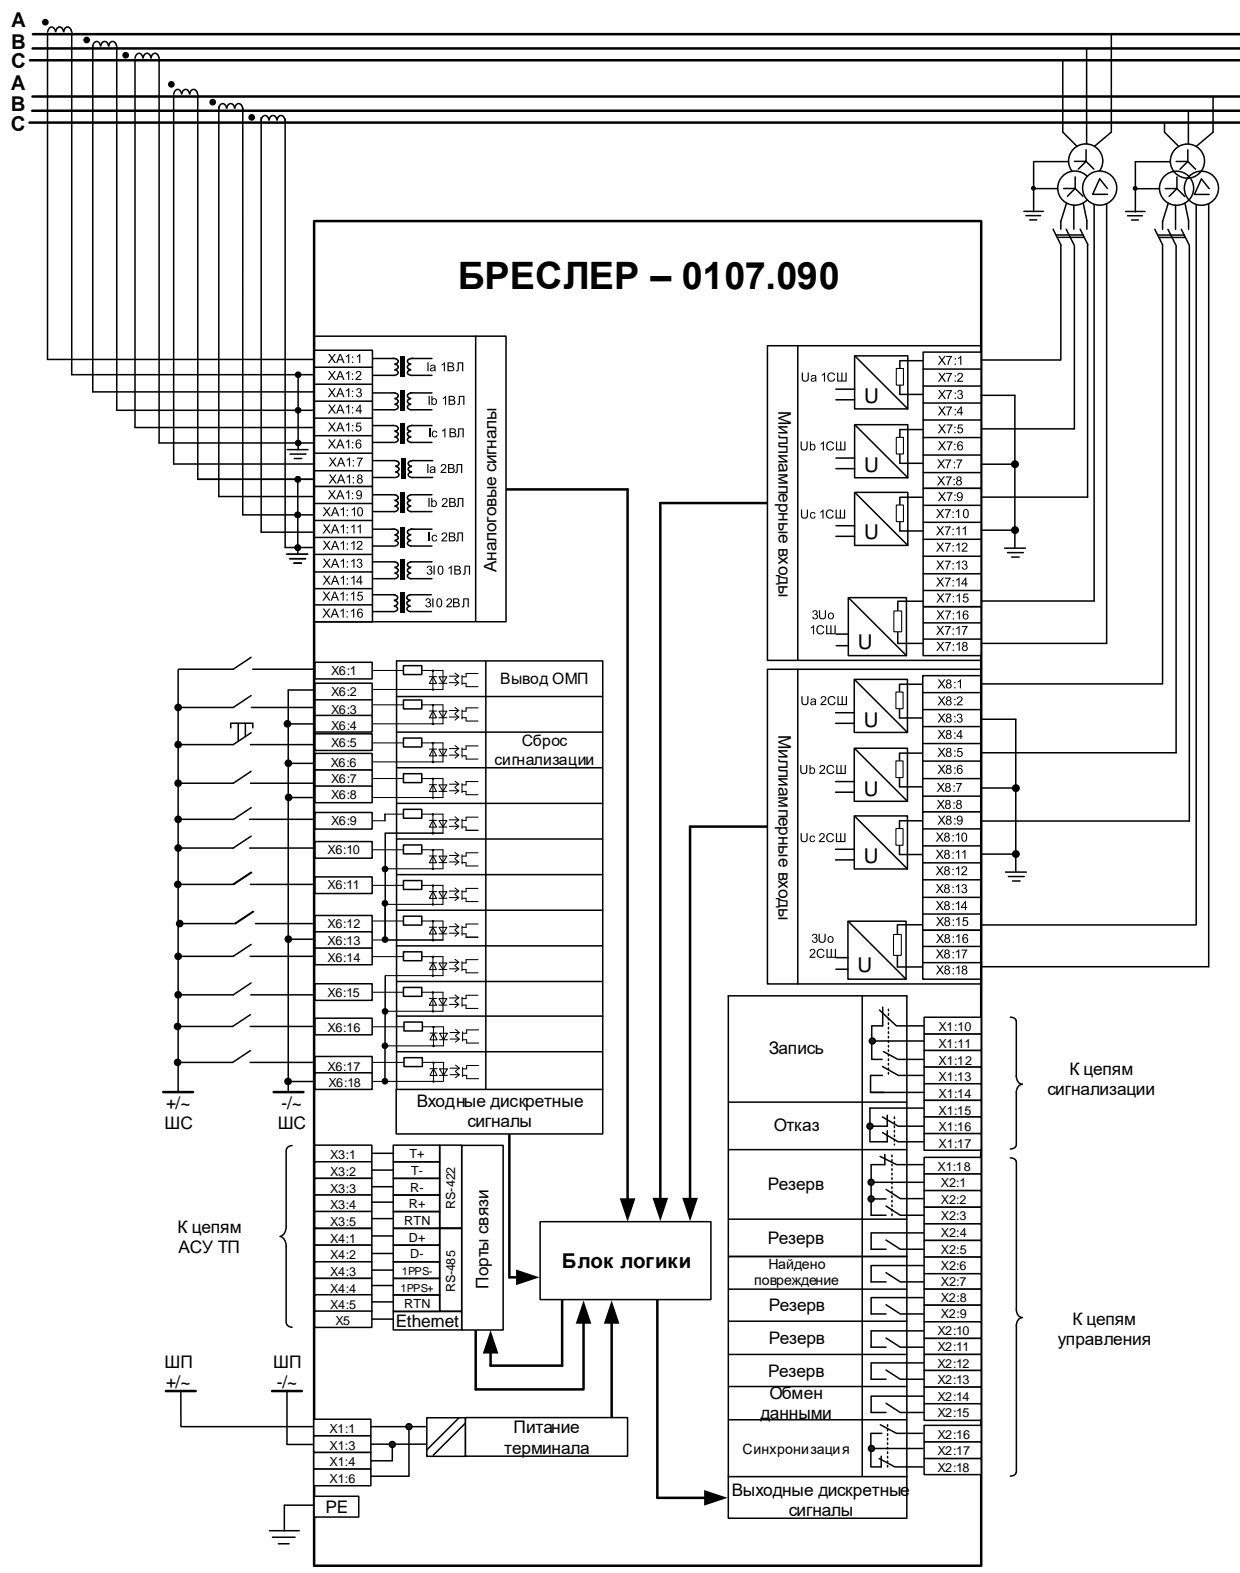 A
B
C
A
B
C
БРЕСЛЕР – 0107.090
XA1:1
XA1:2
XA1:3
XA1:4
XA1:5
XA1:6
XA1:7
XA1:8
XA1:9
XA1:10
XA1:11
XA1:12
XA1:13
XA1:14
XA1:15
XA1:16
Ia 1ВЛ
Ib 1ВЛ
Ic 1ВЛ
Ia 2ВЛ
Ib 2ВЛ
Ic 2ВЛ
3I0 1ВЛ
3I0 2ВЛ
Аналоговые сигналы
Миллиамперные входы
Ua 1СШ
U
Ub 1СШ
U
Uc 1СШ
U
3Uo
1СШ
U
X7:1
X7:2
X7:3
X7:4
X7:5
X7:6
X7:7
X7:8
X7:9
X7:10
X7:11
X7:12
X7:13
X7:14
X7:15
X7:16
X7:17
X7:18
Миллиамперные входы
Ua 2СШ
U
Ub 2СШ
U
Uc 2СШ
U
3Uo
2СШ
U
X8:1
X8:2
X8:3
X8:4
X8:5
X8:6
X8:7
X8:8
X8:9
X8:10
X8:11
X8:12
X8:13
X8:14
X8:15
X8:16
X8:17
X8:18
X6:1
X6:2
X6:3
X6:4
X6:5
X6:6
X6:7
X6:8
X6:9
X6:10
X6:11
X6:12
X6:13
X6:14
X6:15
X6:16
X6:17
X6:18
Вывод ОМП
Сброс
сигнализации
Входные дискретные
сигналы
+/~
ШС
-/~
ШС
К цепям
АСУ ТП
X3:1
X3:2
X3:3
X3:4
X3:5
X4:1
X4:2
X4:3
X4:4
X4:5
X5
T+
T-
R-
R+
RTN
D+
D-
1PPS-
1PPS+
RTN
Ethernet
RS-422
RS-485
Порты связи
Блок логики
ШП
+/~
ШП
-/~
X1:1
X1:3
X1:4
X1:6
PE
Питание
терминала
Запись
Отказ
Резерв
Резерв
Найдено
повреждение
Резерв
Резерв
Резерв
Обмен
данными
Синхронизация
Выходные дискретные
сигналы
X1:10
X1:11
X1:12
X1:13
X1:14
X1:15
X1:16
X1:17
X1:18
X2:1
X2:2
X2:3
X2:4
X2:5
X2:6
X2:7
X2:8
X2:9
X2:10
X2:11
X2:12
X2:13
X2:14
X2:15
X2:16
X2:17
X2:18
К цепям
сигнализации
К цепям
управления